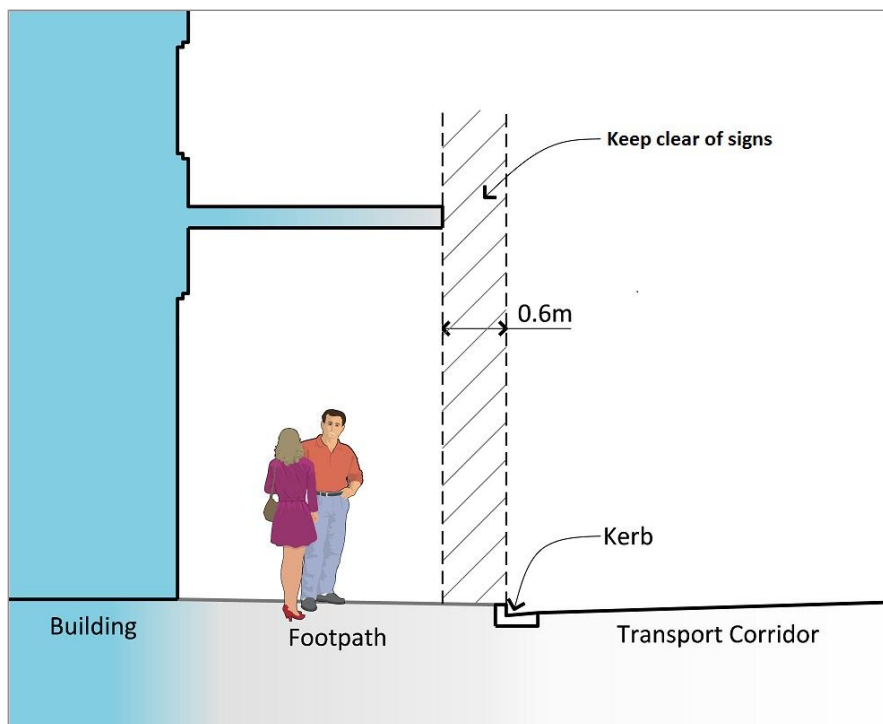 Keep clear of signs
0.6m
Kerb
Building
Footpath
Transport Corridor